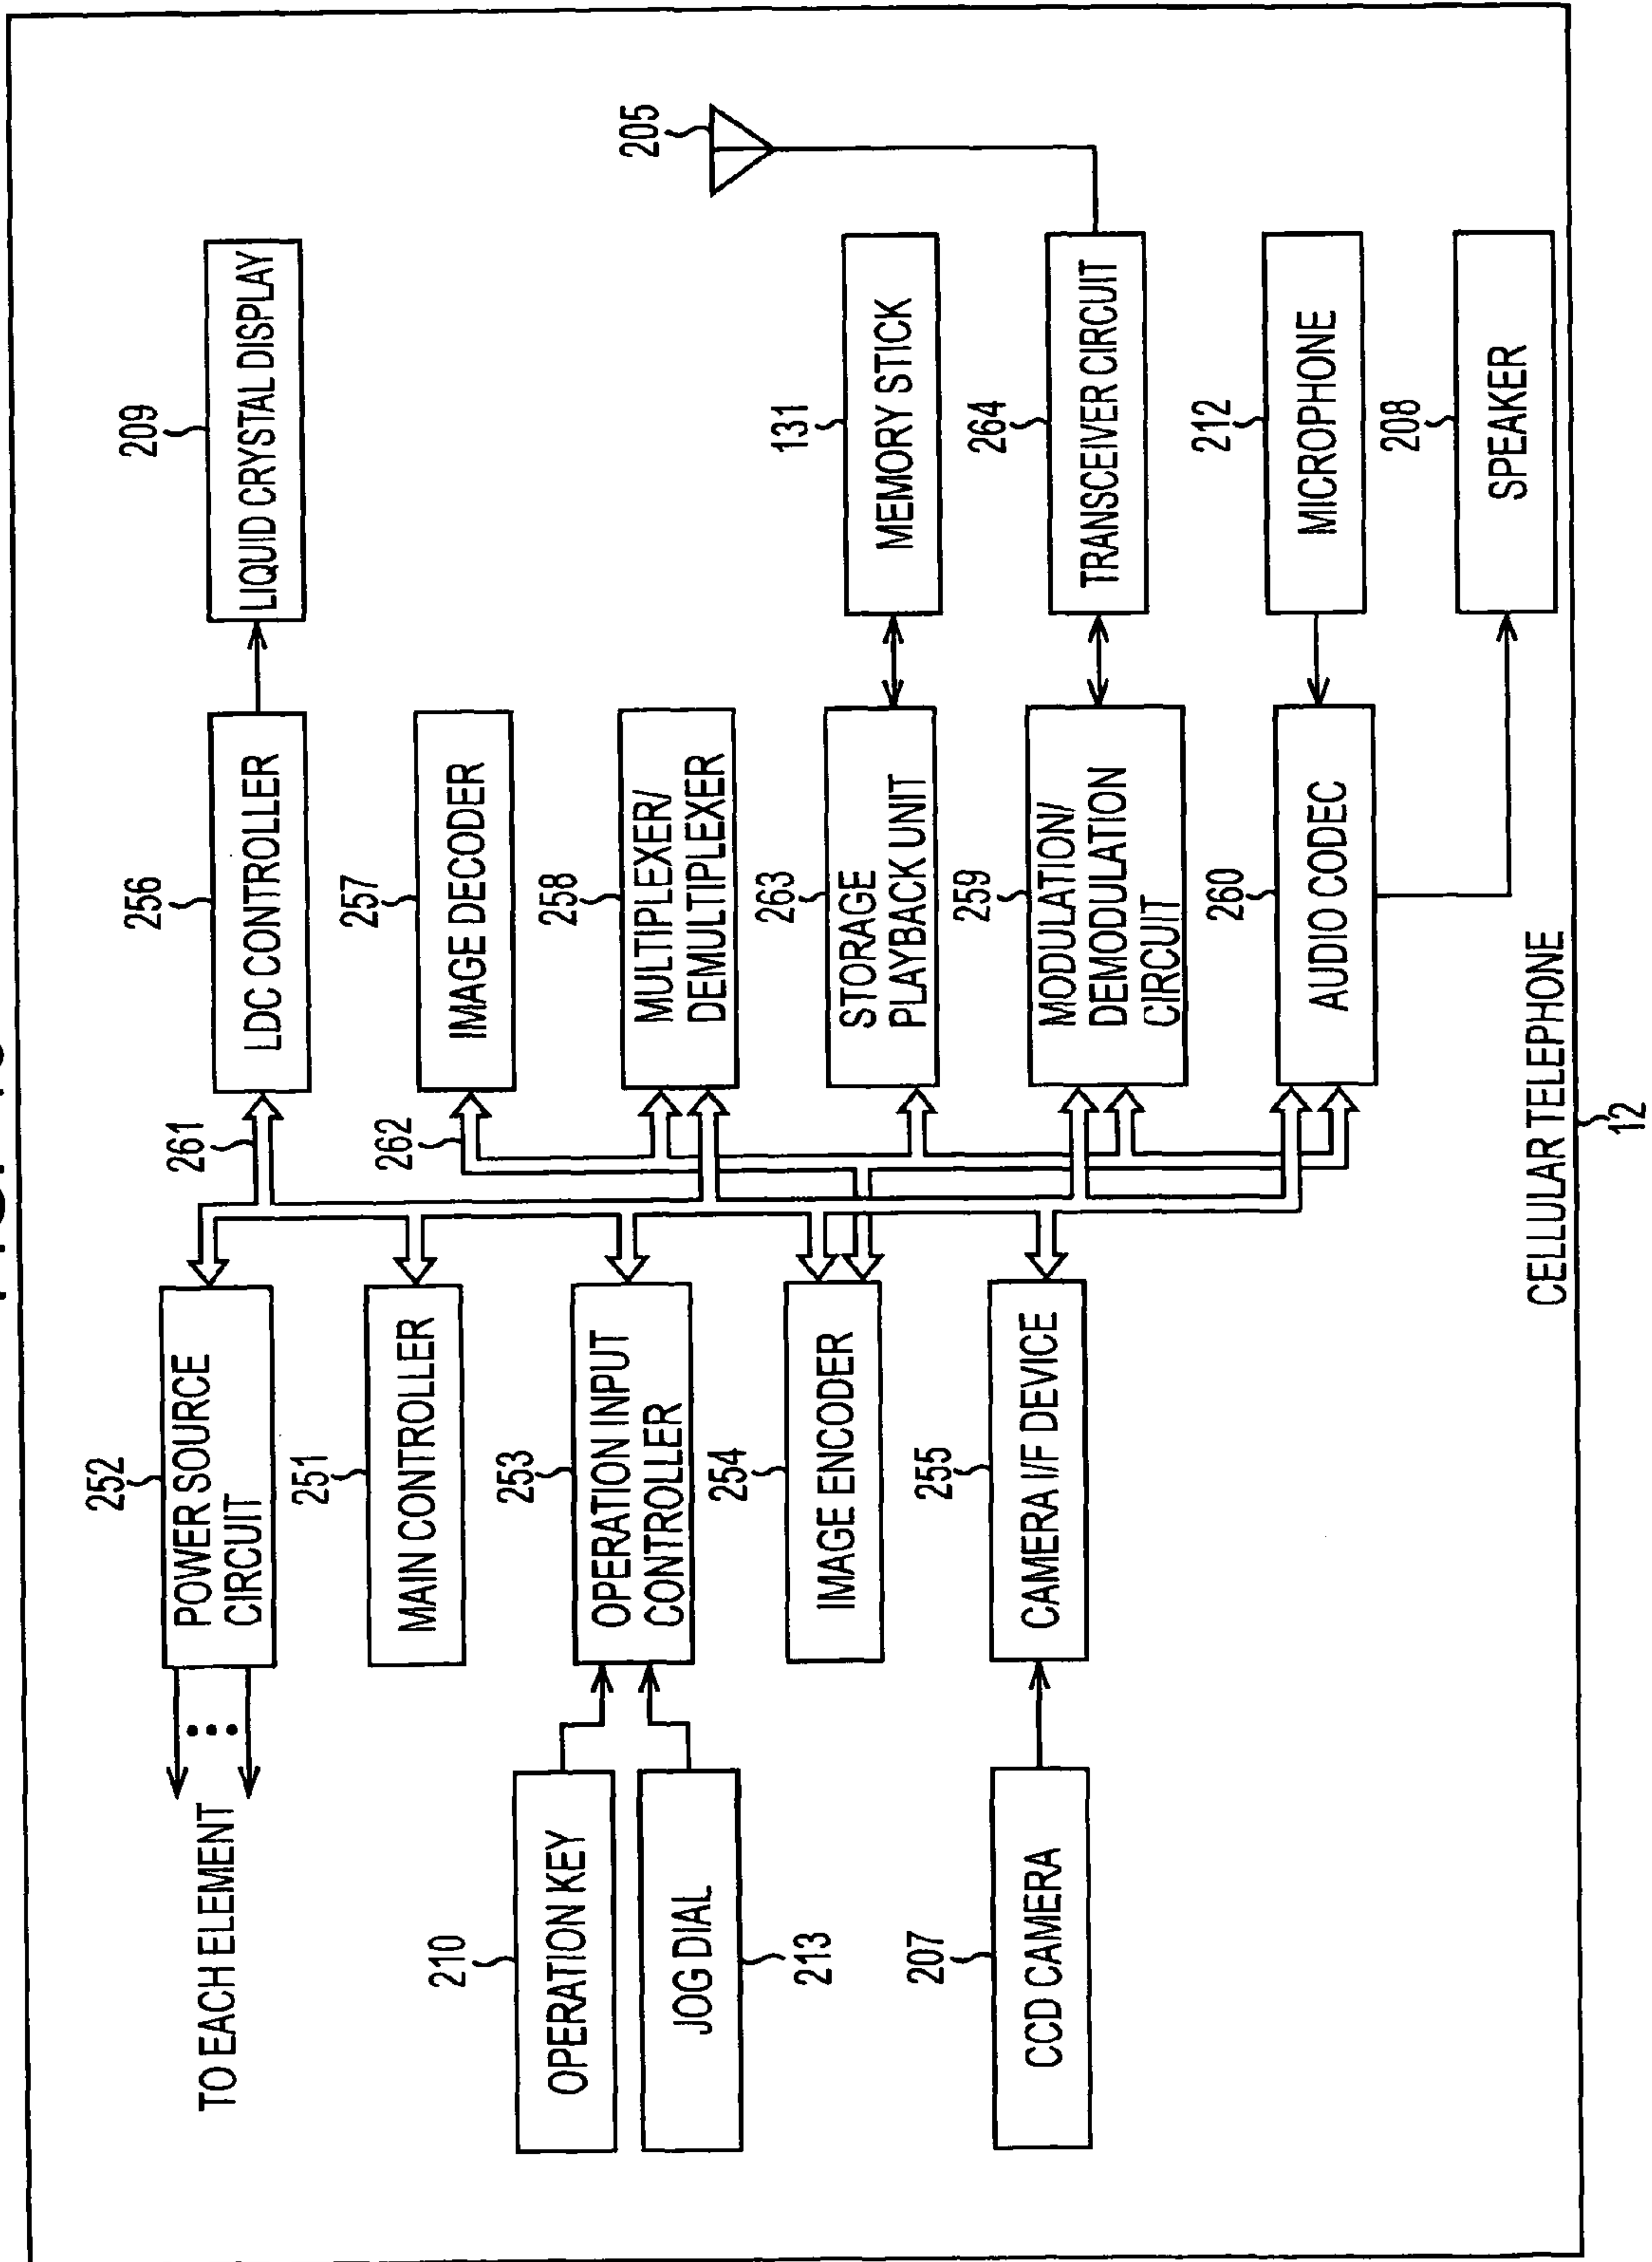 252
256
209
TO EACH ELEMENT
POWER SOURCE
CIRCUIT
261
LDC CONTROLLER
LIQUID CRYSTAL DISPLAY
251
257
MAIN CONTROLLER
262
IMAGE DECODER
210
253
258
205
OPERATION KEY
OPERATION INPUT
CONTROLLER
MULTIPLEXER/
DEMULTIPLEXER
JOG DIAL
213
254
263
131
IMAGE ENCODER
STORAGE
PLAYBACK UNIT
MEMORY STICK
207
255
259
264
CCD CAMERA
CAMERA I/F DEVICE
MODULATION/
DEMODULATION
CIRCUIT
TRANSCEIVER CIRCUIT
260
212
AUDIO CODEC
MICROPHONE
208
SPEAKER
CELLULAR TELEPHONE
12